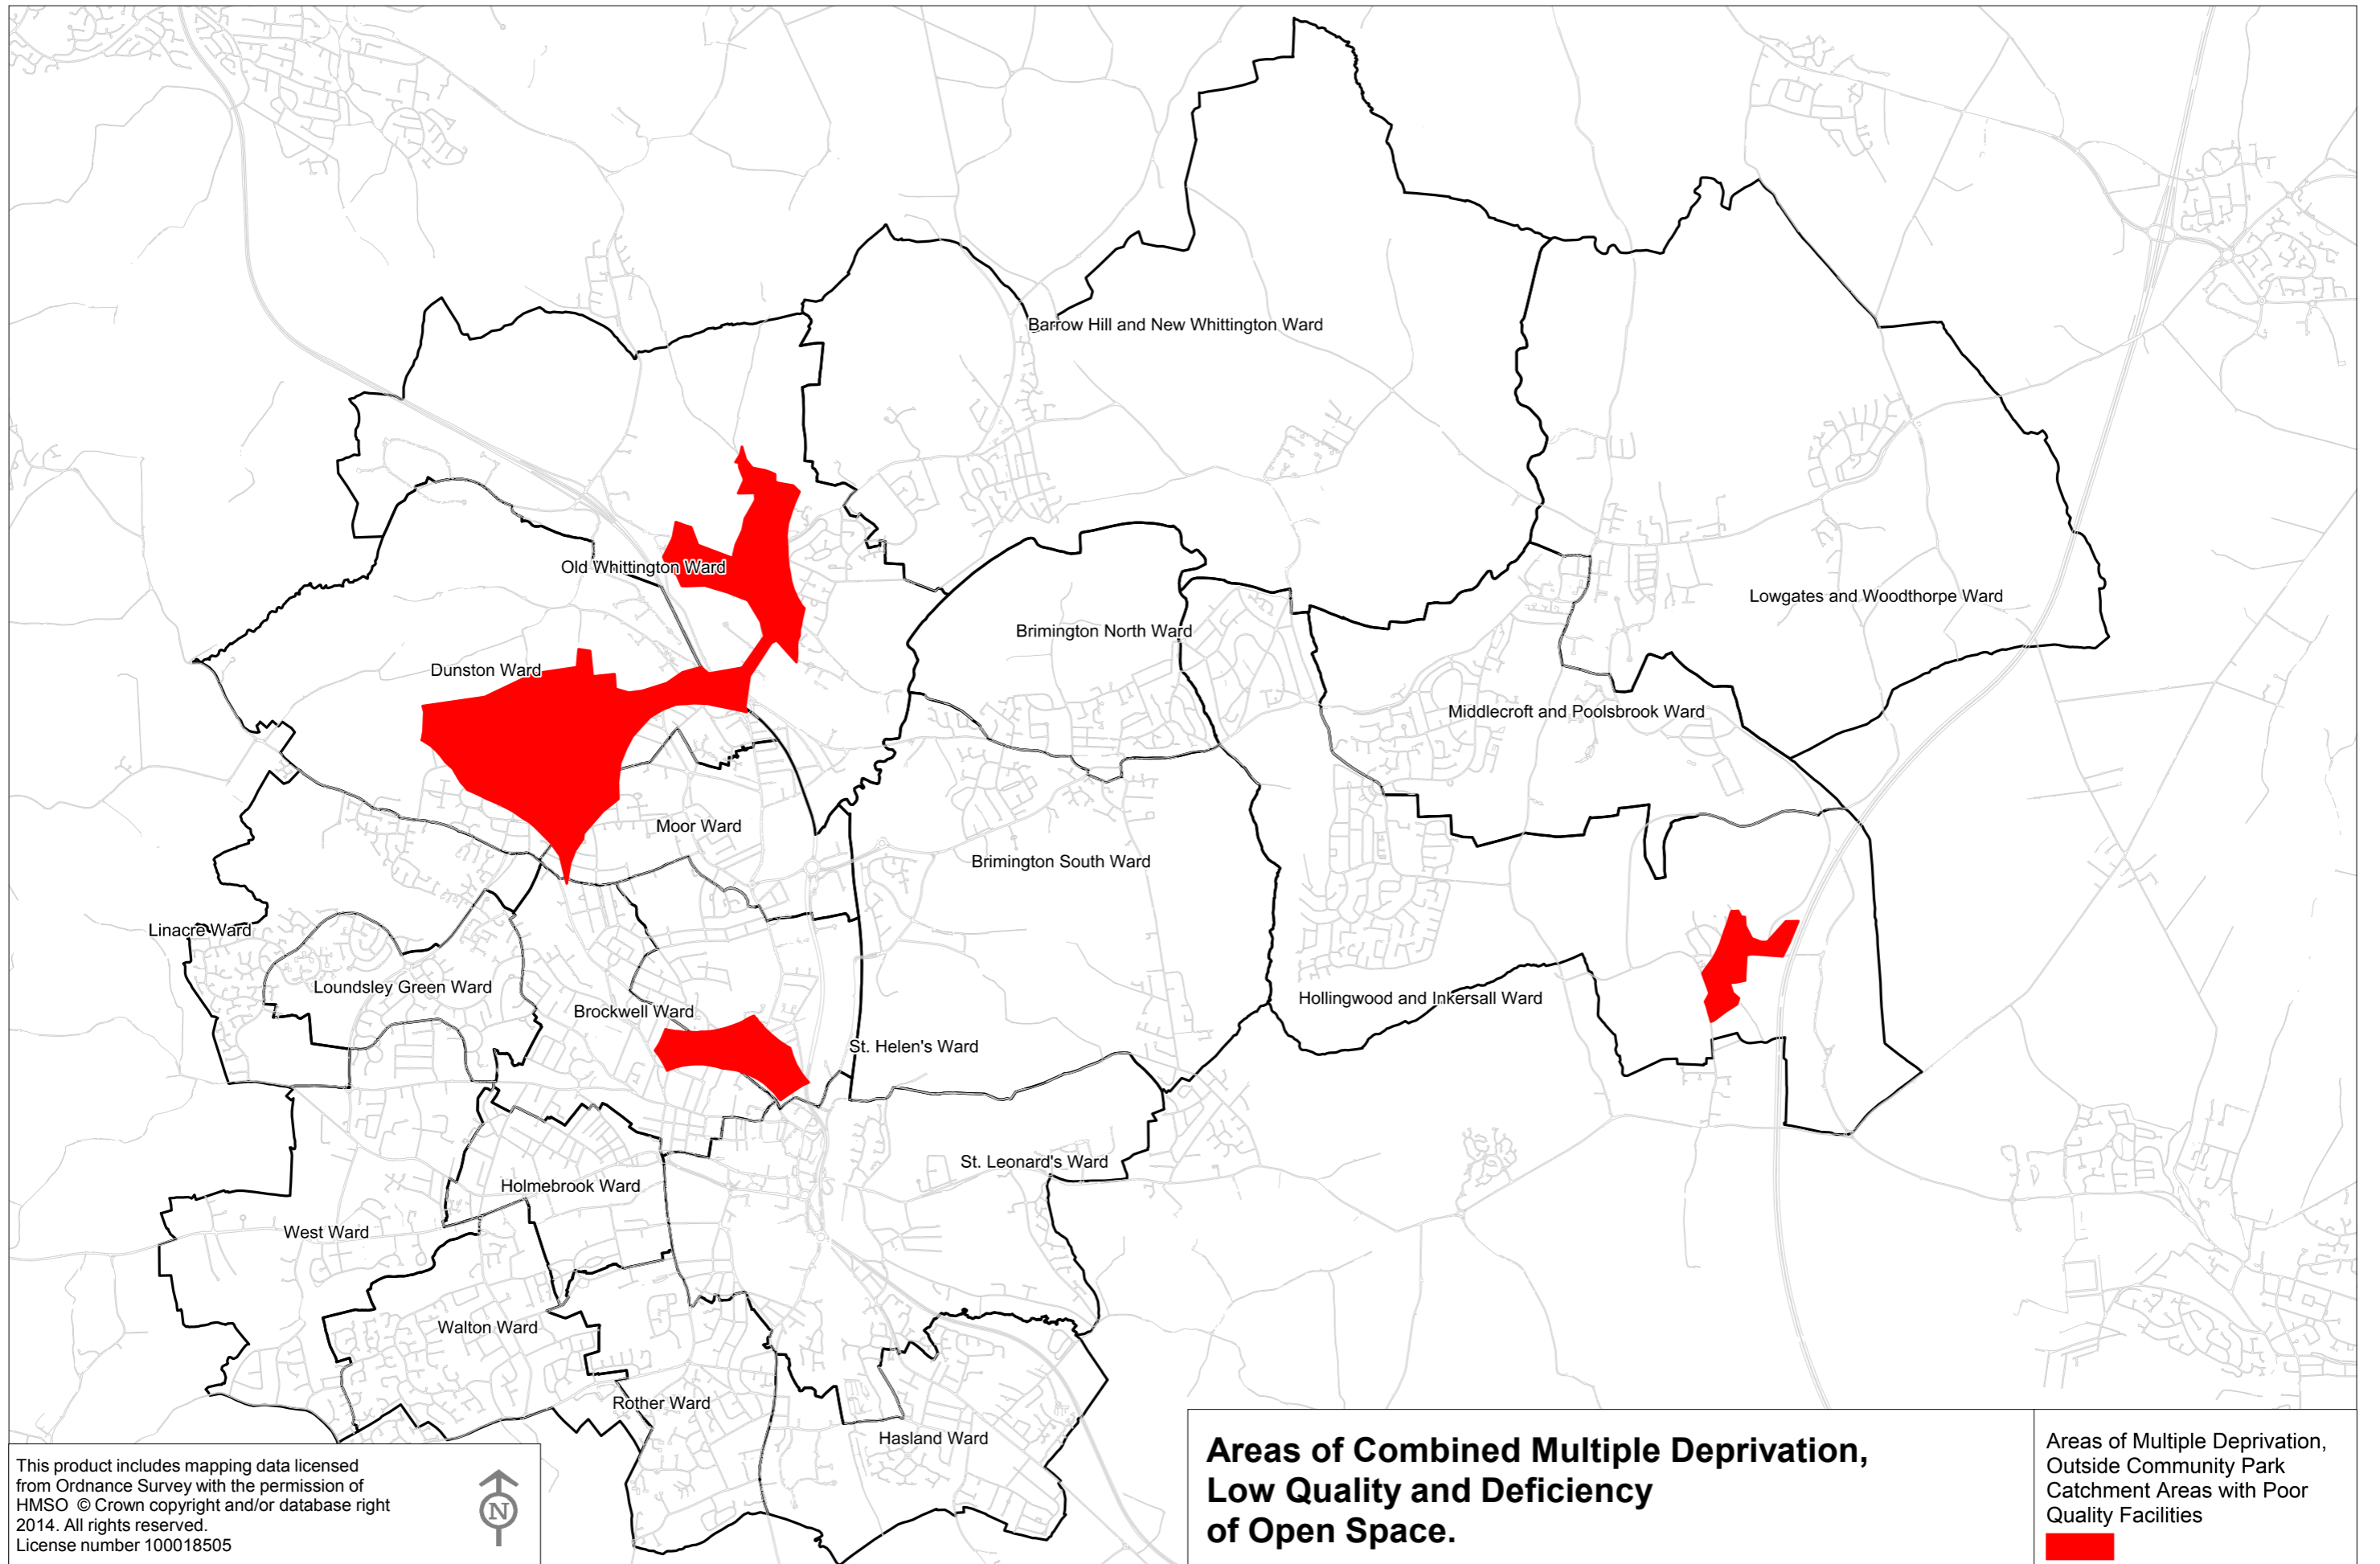 Barrow Hill and New Whittington Ward
Old Whittington Ward
Lowgates and Woodthorpe Ward
Brimington North Ward
Dunston Ward
Middlecroft and Poolsbrook Ward
Moor Ward
Brimington South Ward
Linacre Ward
Loundsley Green Ward
Hollingwood and Inkersall Ward
Brockwell Ward
St. Helen's Ward
St. Leonard's Ward
Holmebrook Ward
West Ward
Walton Ward
Rother Ward
Hasland Ward
This product includes mapping data licensed
from Ordnance Survey with the permission of
HMSO © Crown copyright and/or database right
2014. All rights reserved.
License number 100018505
N
Areas of Combined Multiple Deprivation,
Low Quality and Deficiency
of Open Space.
Areas of Multiple Deprivation,
Outside Community Park
Catchment Areas with Poor
Quality Facilities